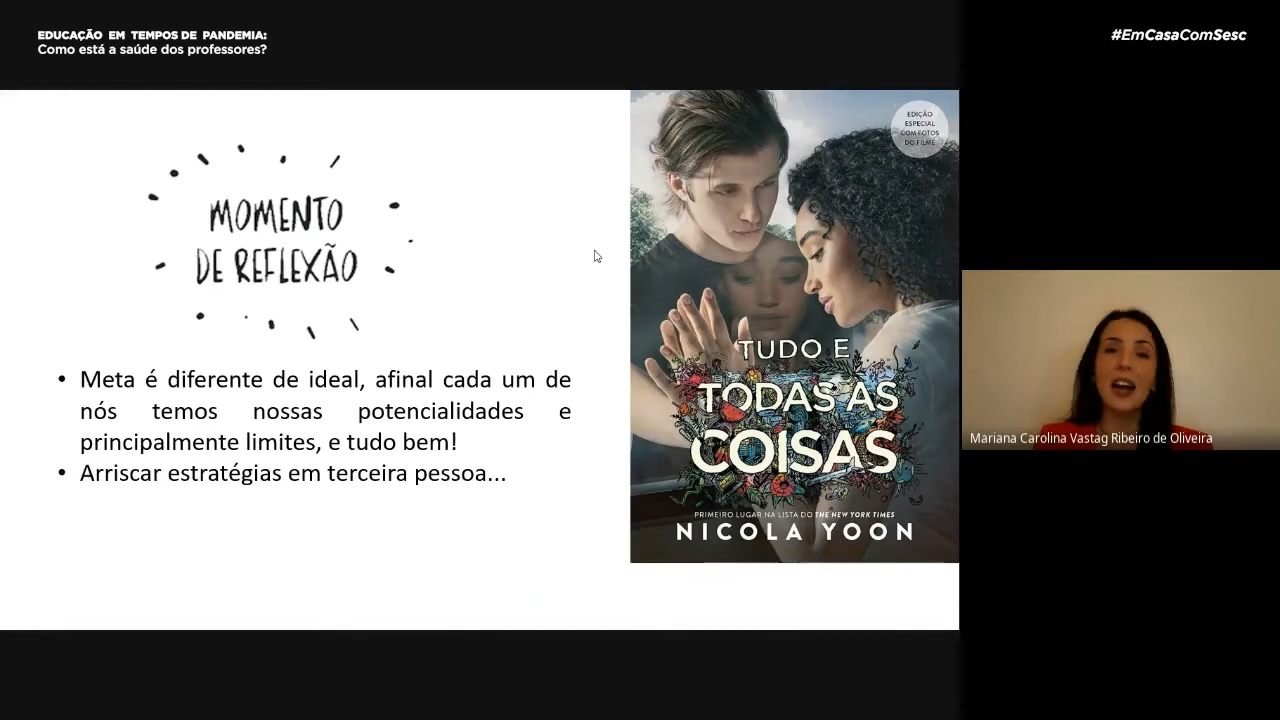 EDUCAÇÃO EM TEMPOS DE PANDEMIA:
Como está a saúde dos professores?
#EmCasaComSesc
MOMENTO
DE REFLEXÃO
• Meta é diferente de ideal, afinal cada um de
nós temos nossas potencialidades e
principalmente limites, e tudo bem!
• Arriscar estratégias em terceira pessoa...
EDIÇÃO
ESPECIAL
COM FOTOS
DO FILME
TUDO E
TODAS AS
COISAS
PRIMEIRO LUGAR NA LISTA DO THE NEW YORK TIMES
NICOLA YOON
Mariana Carolina Vastag Ribeiro de Oliveira